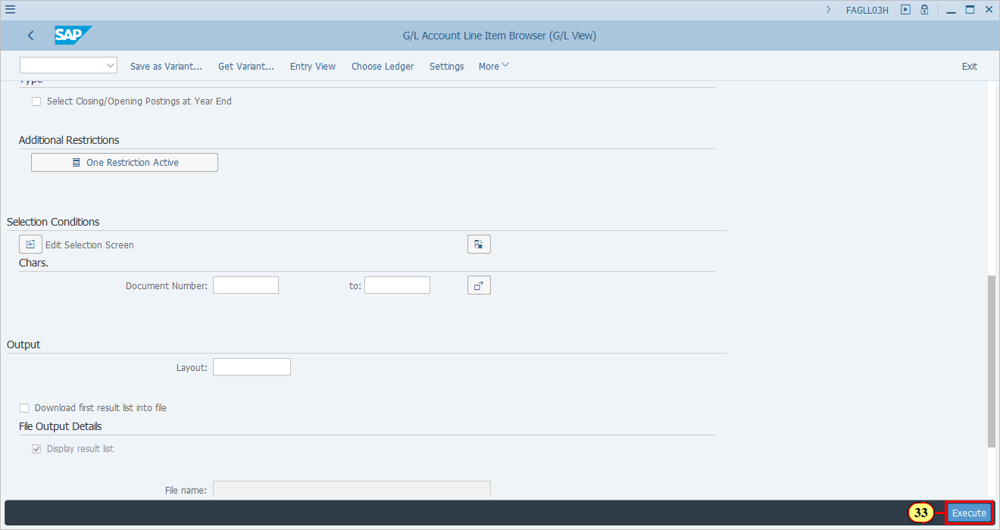 FAGLL03H
SAP
G/L Account Line Item Browser (G/L View)
Save as Variant... Get Variant... Entry View Choose Ledger Settings More Exit
Type
Select Closing/Opening Postings at Year End
Additional Restrictions
One Restriction Active
Selection Conditions
Edit Selection Screen
Chars.
Document Number: to:
Output
Layout:
Download first result list into file
File Output Details
Display result list
File name:
33 Execute